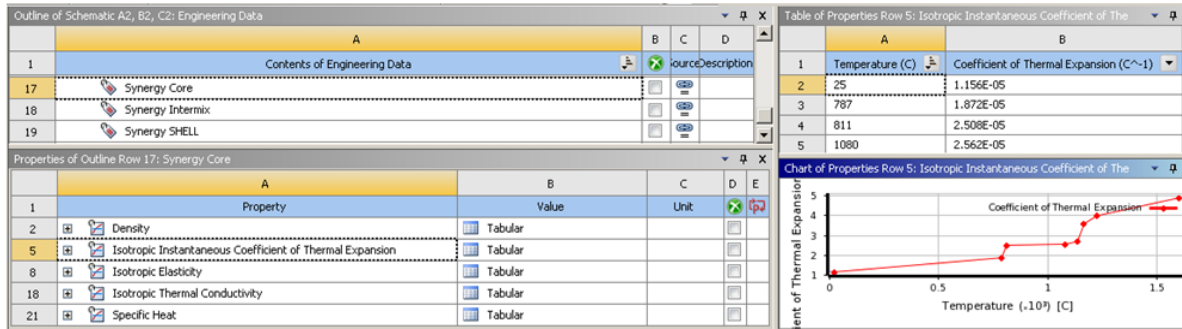 Outline of Schematic A2, B2, C2: Engineering Data
A B C D
1 Contents of Engineering Data Source Description
17 Synergy Core
18 Synergy Intermix
19 Synergy SHELL
Properties of Outline Row 17: Synergy Core
A B C D E
1 Property Value Unit
2 Density Tabular
5 Isotropic Instantaneous Coefficient of Thermal Expansion Tabular
8 Isotropic Elasticity Tabular
18 Isotropic Thermal Conductivity Tabular
21 Specific Heat Tabular
Table of Properties Row 5: Isotropic Instantaneous Coefficient of The
A B
1 Temperature (C) Coefficient of Thermal Expansion (C^-1)
2 25 1.156E-05
3 787 1.872E-05
4 811 2.508E-05
5 1080 2.562E-05
Chart of Properties Row 5: Isotropic Instantaneous Coefficient of The
ent of Thermal Expansion
5
4
3
2
1
Coefficient of Thermal Expansion
0 0.5 1 1.5
Temperature (.10³) [C]